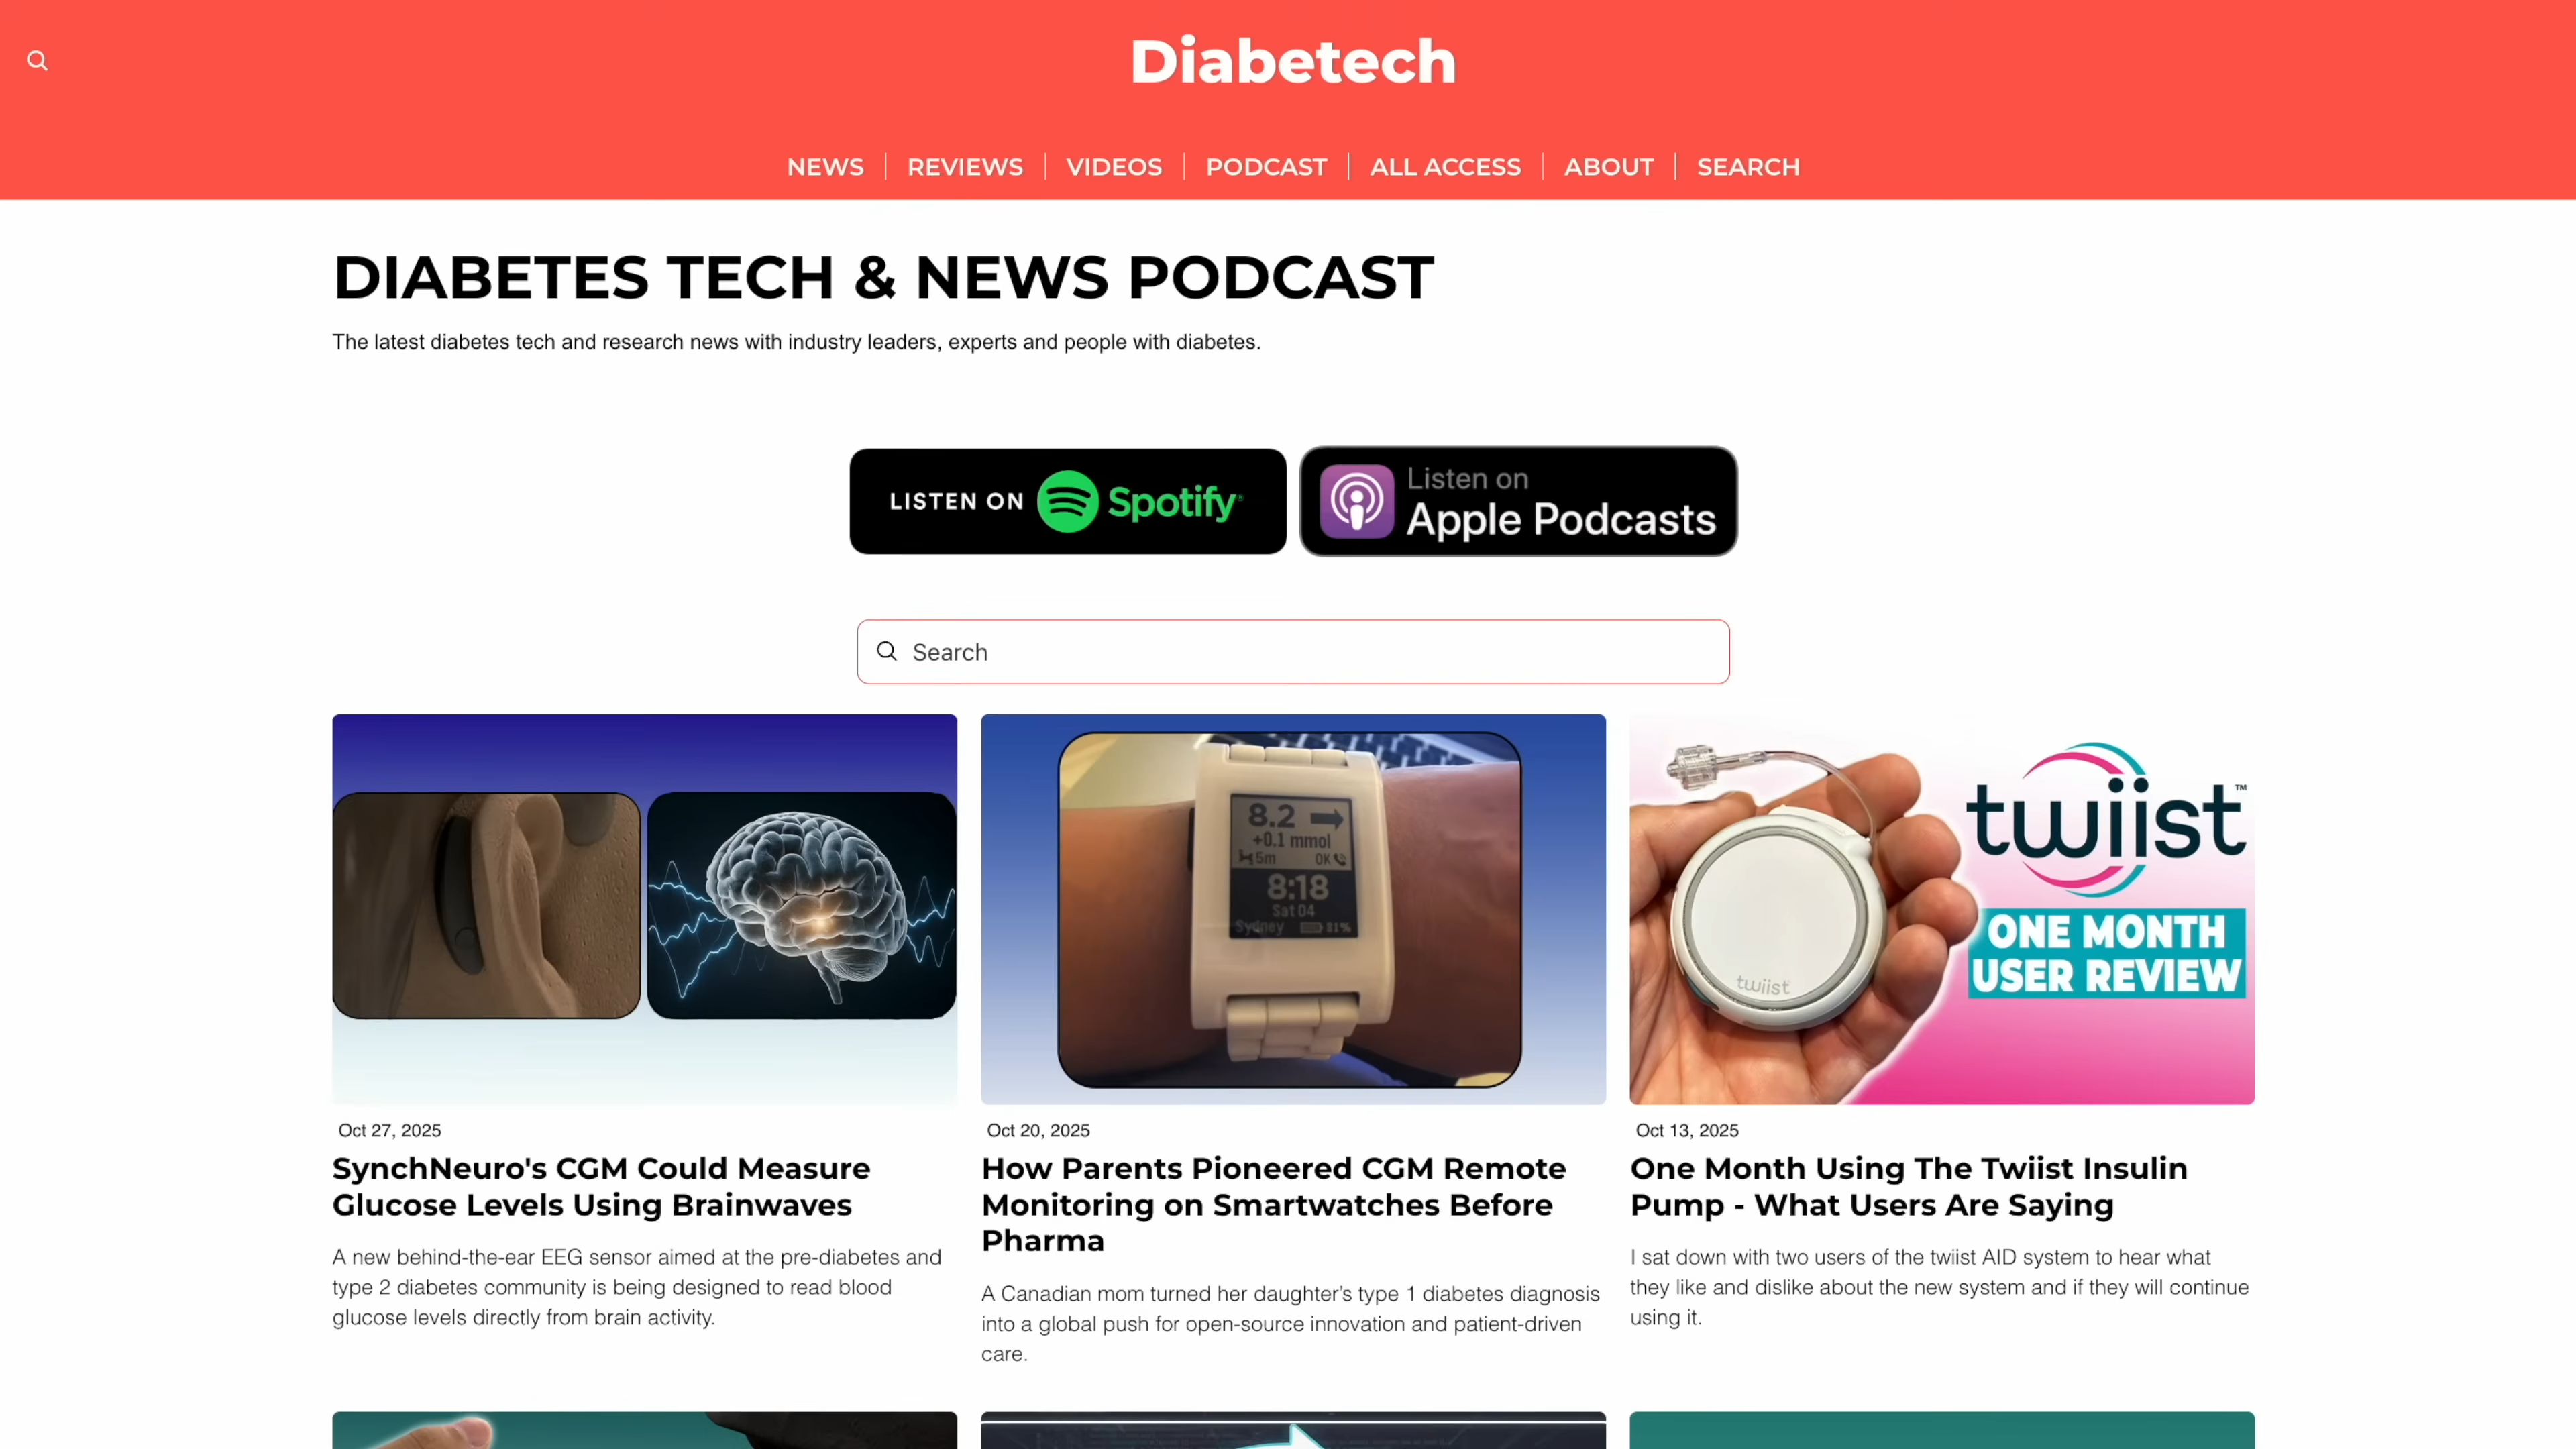 Diabetech
NEWS
REVIEWS
VIDEOS
PODCAST
ALL ACCESS
ABOUT
SEARCH
DIABETES TECH & NEWS PODCAST
The latest diabetes tech and research news with industry leaders, experts and people with diabetes.
LISTEN ON Spotify
Listen on
Apple Podcasts
Search
8.2
+0.1 mmol
5m OK
8:18
Sat 04
Sydney 81%
twiist
twiist™
ONE MONTH
USER REVIEW
Oct 27, 2025
SynchNeuro's CGM Could Measure
Glucose Levels Using Brainwaves
A new behind-the-ear EEG sensor aimed at the pre-diabetes and
type 2 diabetes community is being designed to read blood
glucose levels directly from brain activity.
Oct 20, 2025
How Parents Pioneered CGM Remote
Monitoring on Smartwatches Before
Pharma
A Canadian mom turned her daughter’s type 1 diabetes diagnosis
into a global push for open-source innovation and patient-driven
care.
Oct 13, 2025
One Month Using The Twiist Insulin
Pump - What Users Are Saying
I sat down with two users of the twiist AID system to hear what
they like and dislike about the new system and if they will continue
using it.